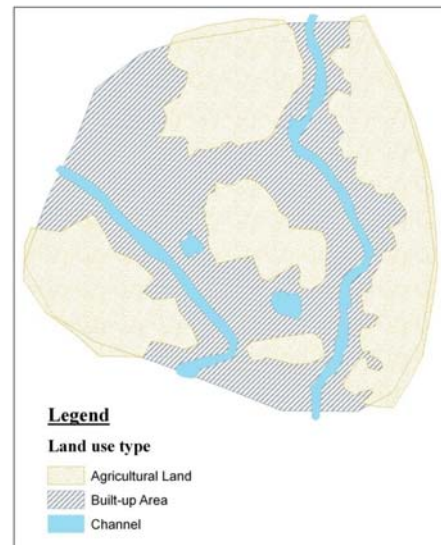 Legend
Land use type
Agricultural Land
Built-up Area
Channel